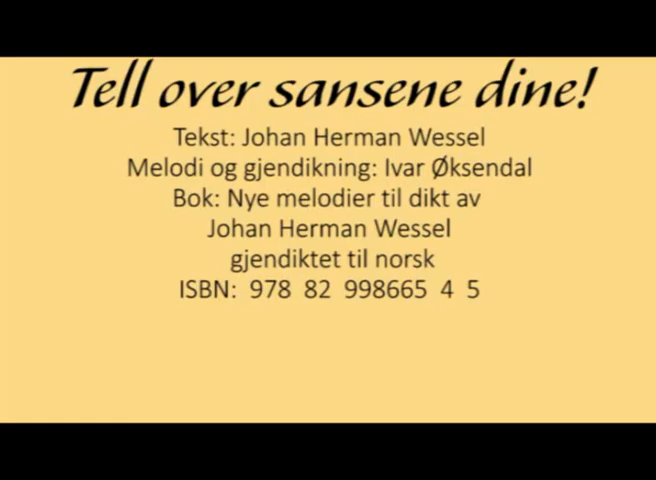 Tell over sansene dine!
Tekst: Johan Herman Wessel
Melodi og gjendikning: Ivar Øksendal
Bok: Nye melodier til dikt av
Johan Herman Wessel
gjendiktet til norsk
ISBN: 978 82 998665 4 5